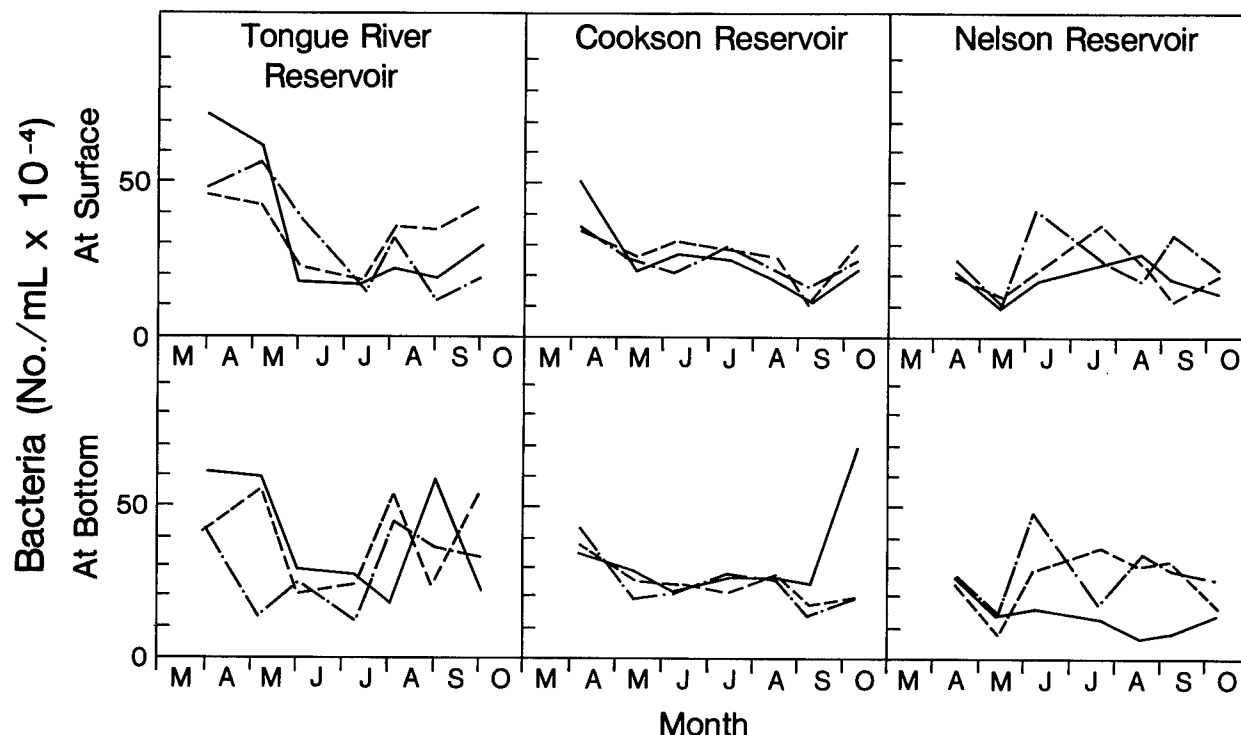 Tongue River
Reservoir
Cookson Reservoir
Nelson Reservoir
Bacteria (No./mL x 10⁻⁴)
At Surface
50
0
M A M J J A S O
M A M J J A S O
M A M J J A S O
At Bottom
50
0
M A M J J A S O
M A M J J A S O
M A M J J A S O
Month